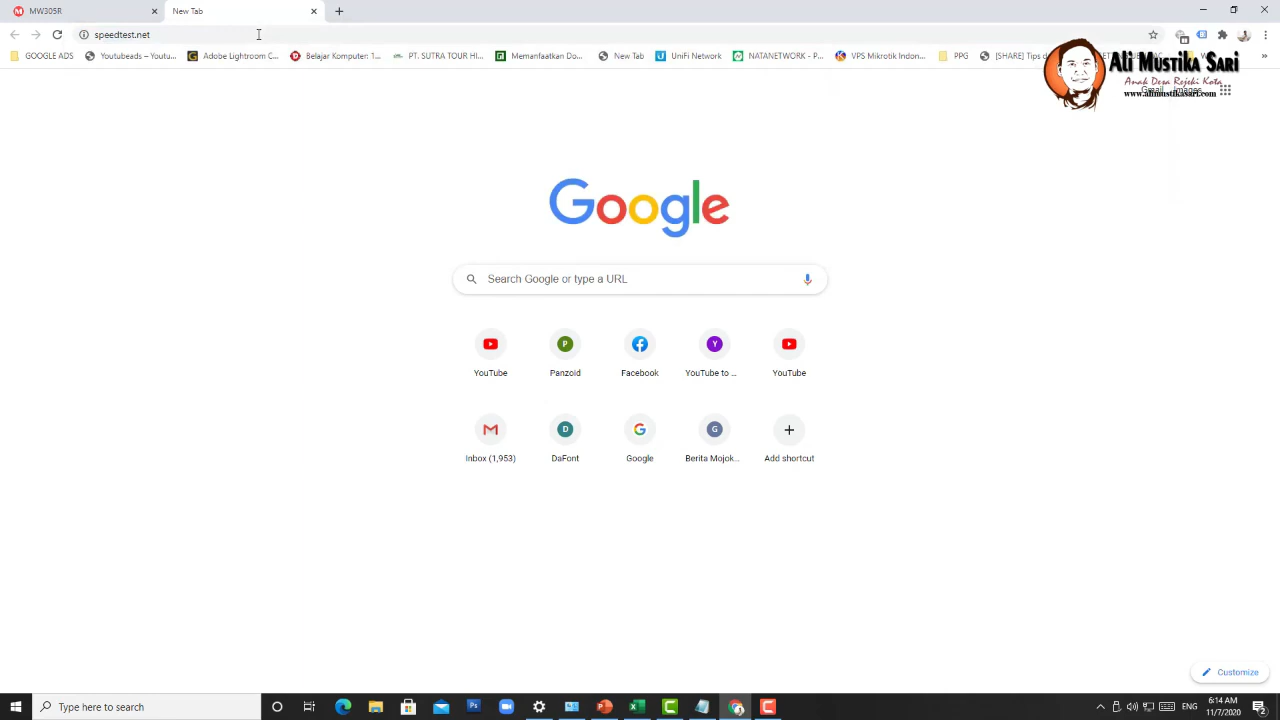 MW305R
New Tab
speedtest.net
GOOGLE ADS
Youtubeads – Youtu...
Adobe Lightroom C...
Belajar Komputer: 1...
PT. SUTRA TOUR HI...
Memanfaatkan Do...
New Tab
UniFi Network
NATANETWORK - P...
VPS Mikrotik Indon...
PPG
[SHARE] Tips d
Ali Mustika Sari
Anak Desa Rejeki Kota
www.alimustikasari.com
Gmail
Images
Google
Search Google or type a URL
YouTube
Panzoid
Facebook
YouTube to ...
YouTube
Inbox (1,953)
DaFont
Google
Berita Mojok...
Add shortcut
Customize
Type here to search
ENG
6:14 AM
11/7/2020